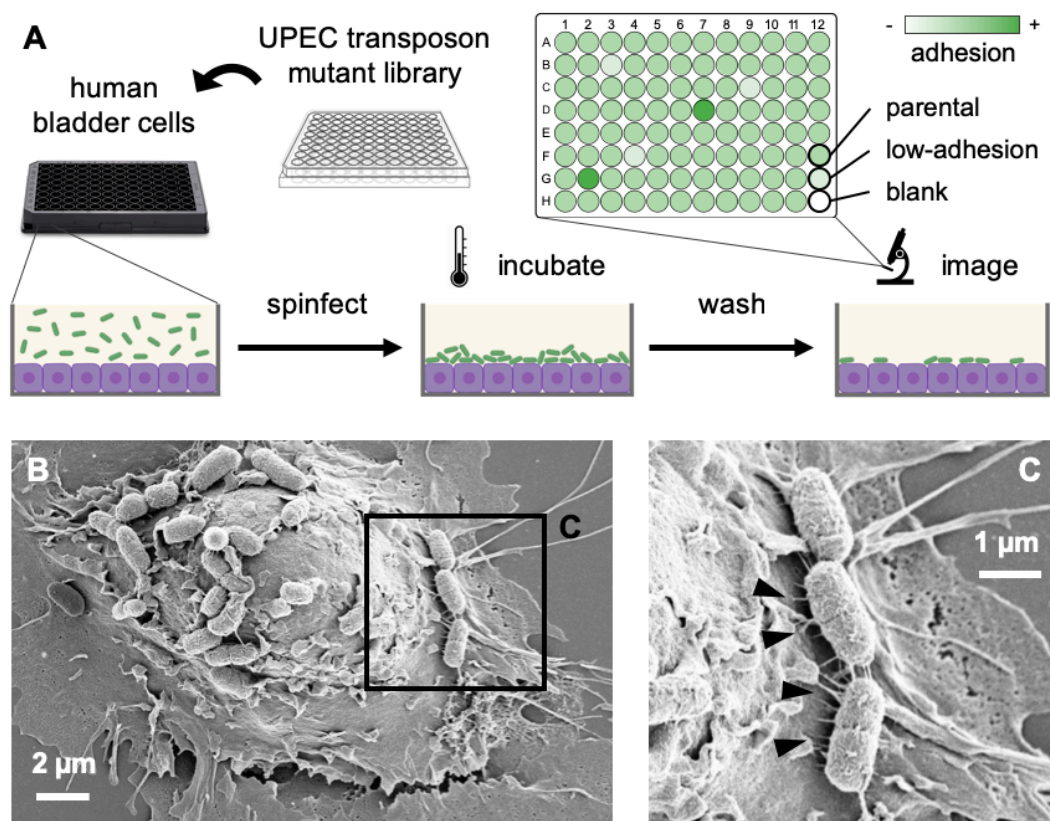 A
UPEC transposon
mutant library
human
bladder cells
1 2 3 4 5 6 7 8 9 10 11 12
A
B
C
D
E
F
G
H
- +
adhesion
parental
low-adhesion
blank
incubate
image
spinfect
wash
B
C
2 µm
C
1 µm